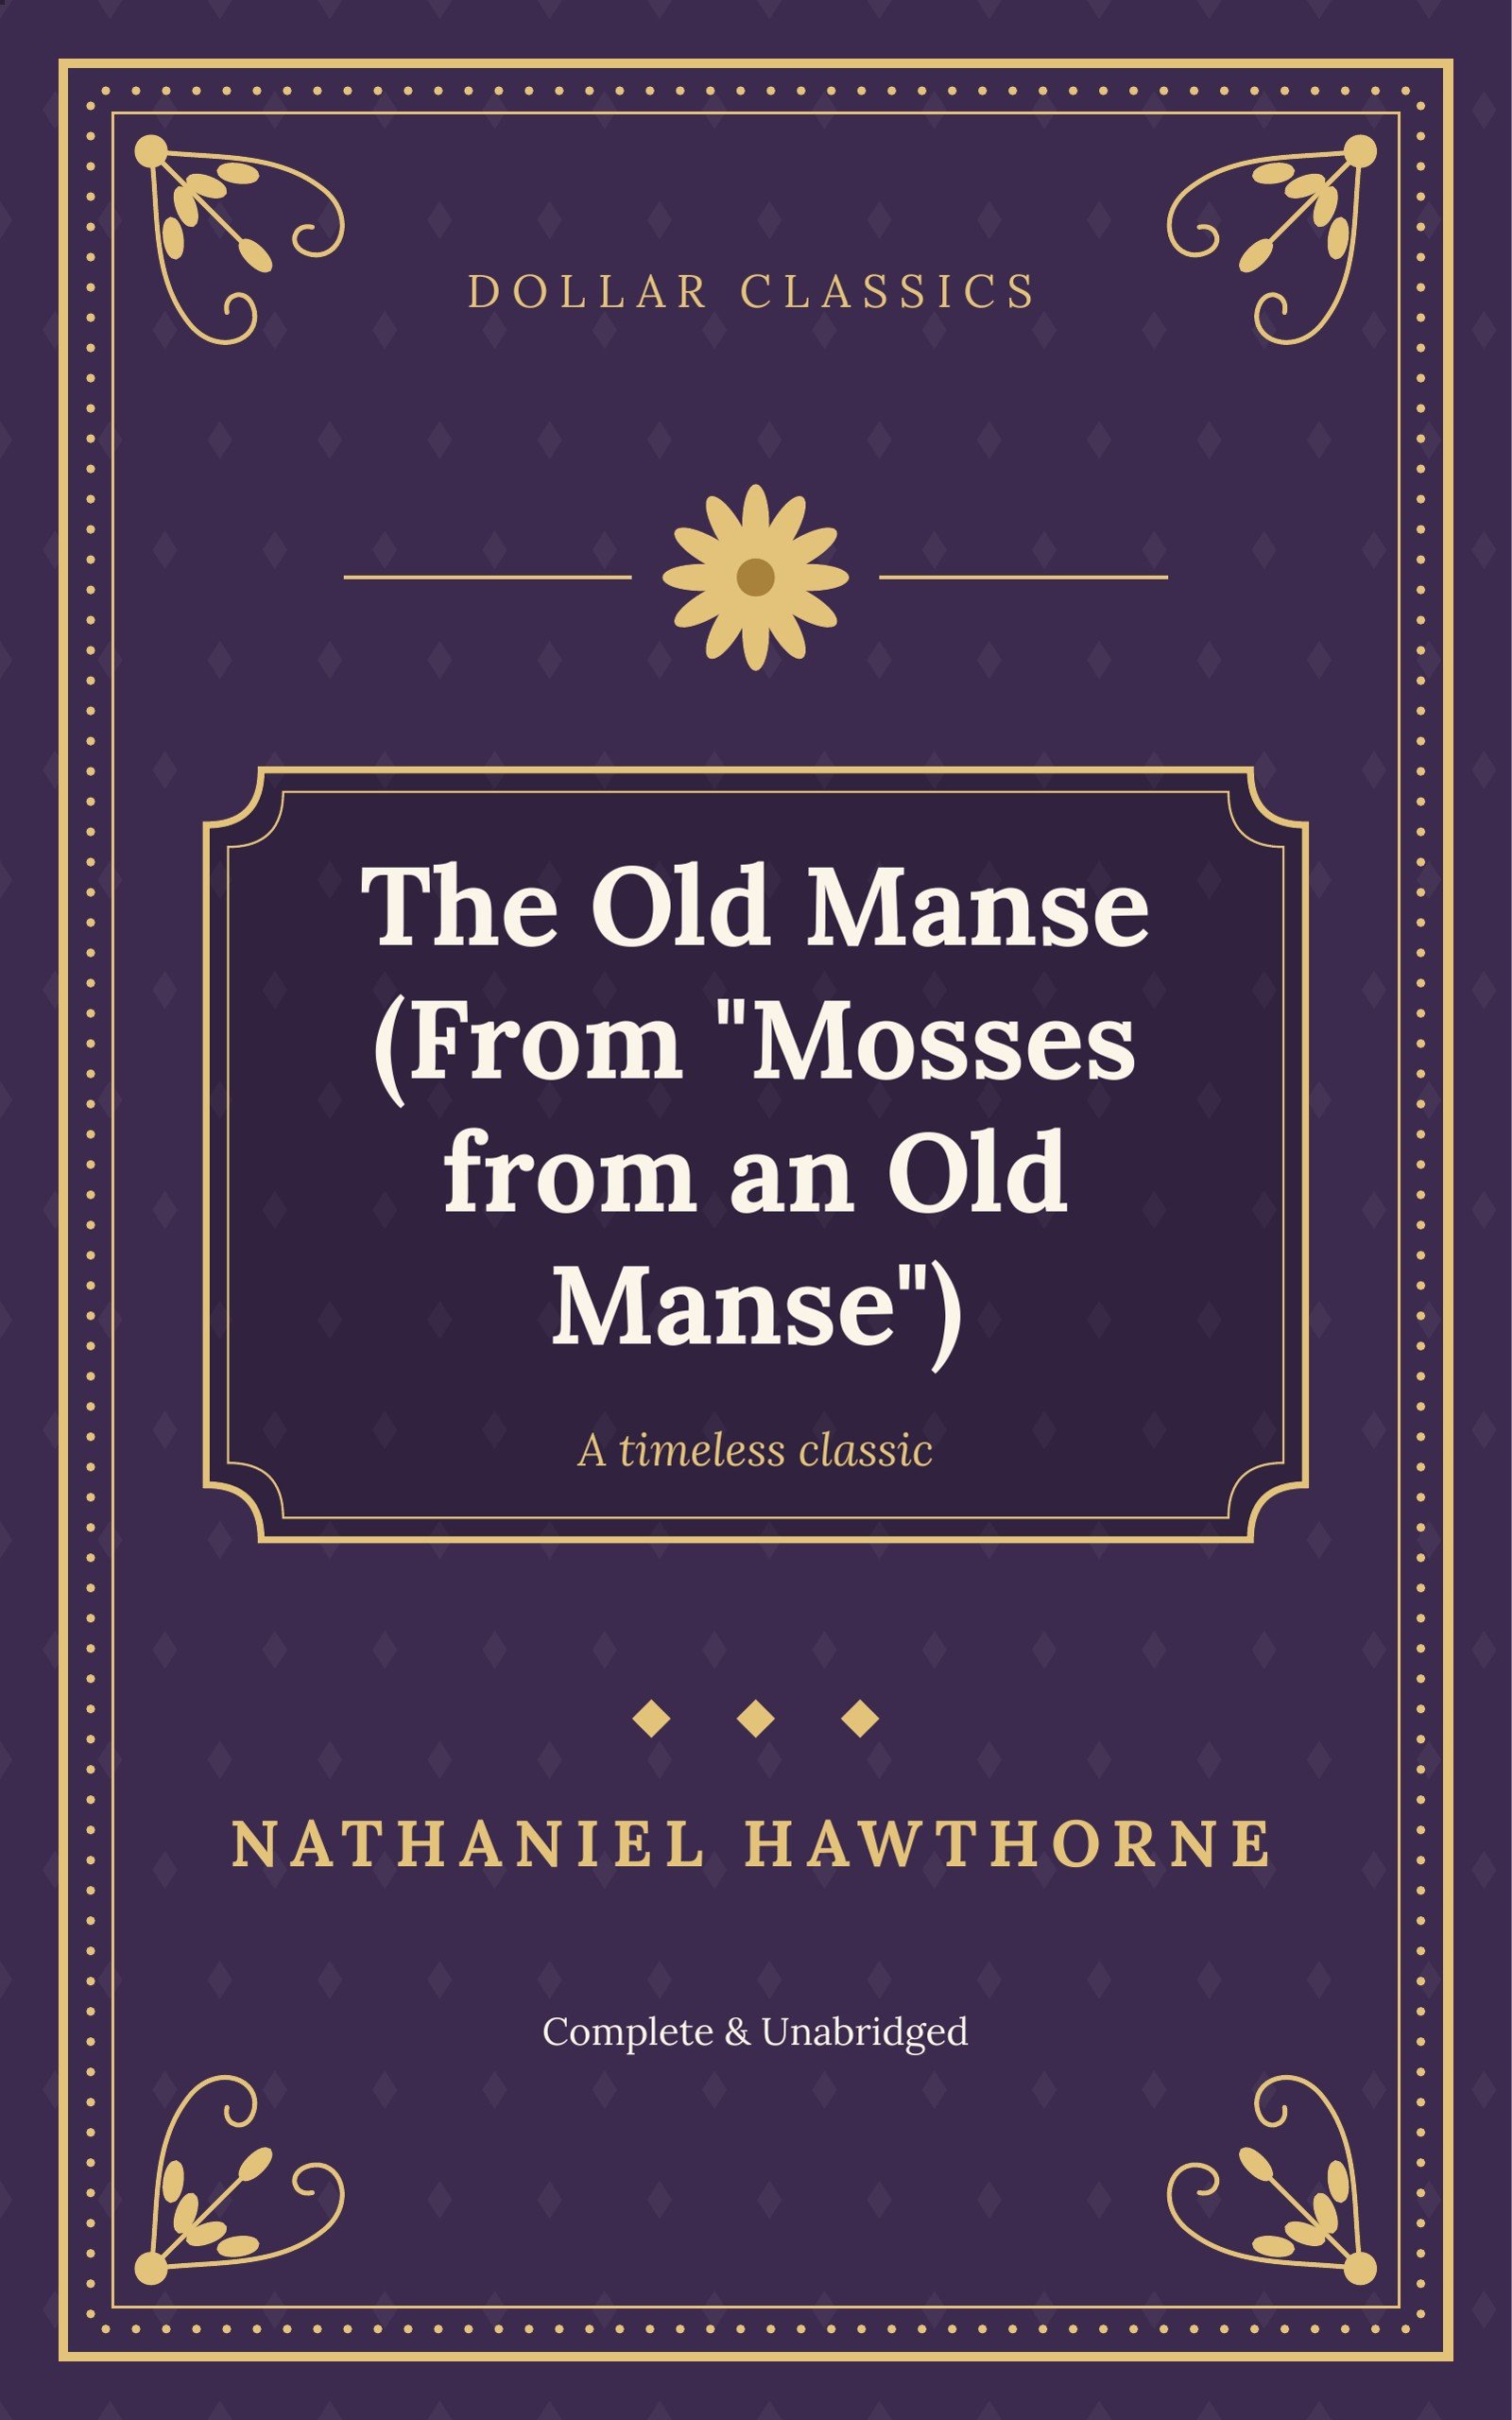 DOLLAR CLASSICS
The Old Manse
(From "Mosses
from an Old
Manse")
A timeless classic
NATHANIEL HAWTHORNE
Complete & Unabridged